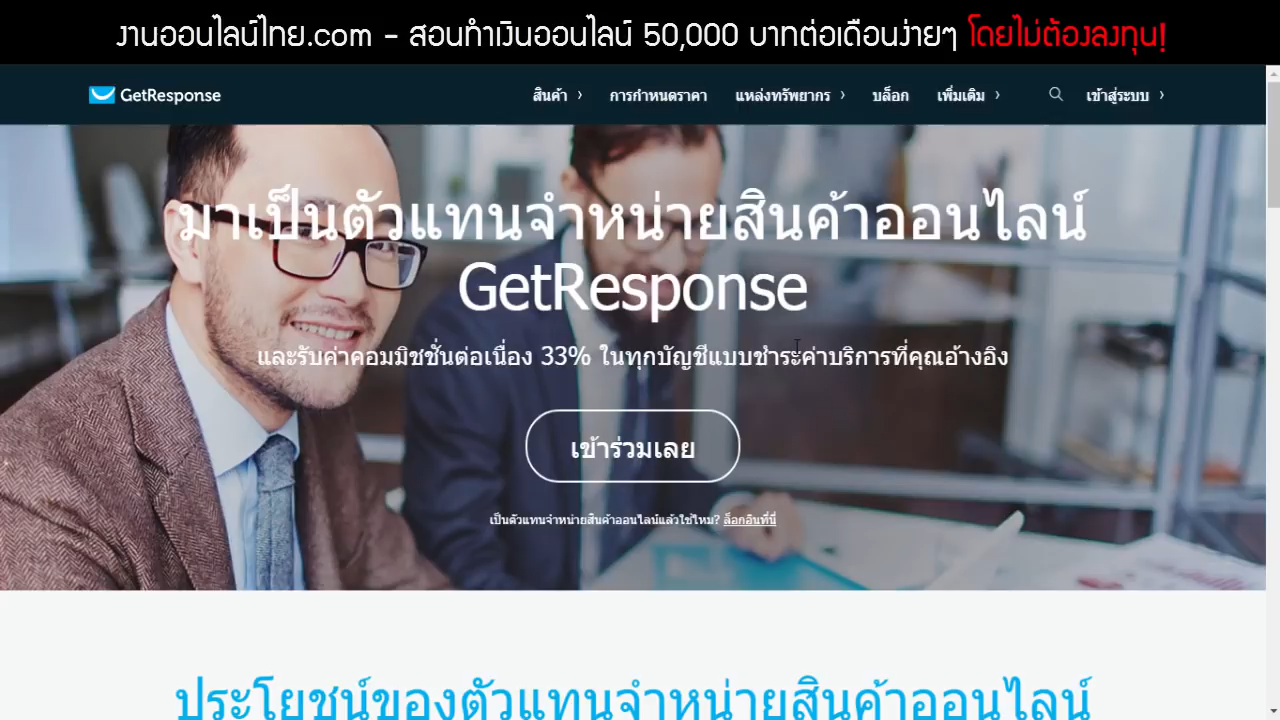 งานออนไลน์ไทย.com - สอนทำเงินออนไลน์ 50,000 บาทต่อเดือนง่ายๆ โดยไม่ต้องลงทุน!
GetResponse สินค้า › การกำหนดราคา แหล่งทรัพยากร › บล็อก เพิ่มเติม › เข้าสู่ระบบ ›
มาเป็นตัวแทนจำหน่ายสินค้าออนไลน์
GetResponse
และรับค่าคอมมิชชั่นต่อเนื่อง 33% ในทุกบัญชีแบบชำระค่าบริการที่คุณอ้างอิง
เข้าร่วมเลย
เป็นตัวแทนจำหน่ายสินค้าออนไลน์แล้วใช่ไหม? ล็อกอินที่นี่
ประโยชน์ของตัวแทนจำหน่ายสินค้าออนไลน์